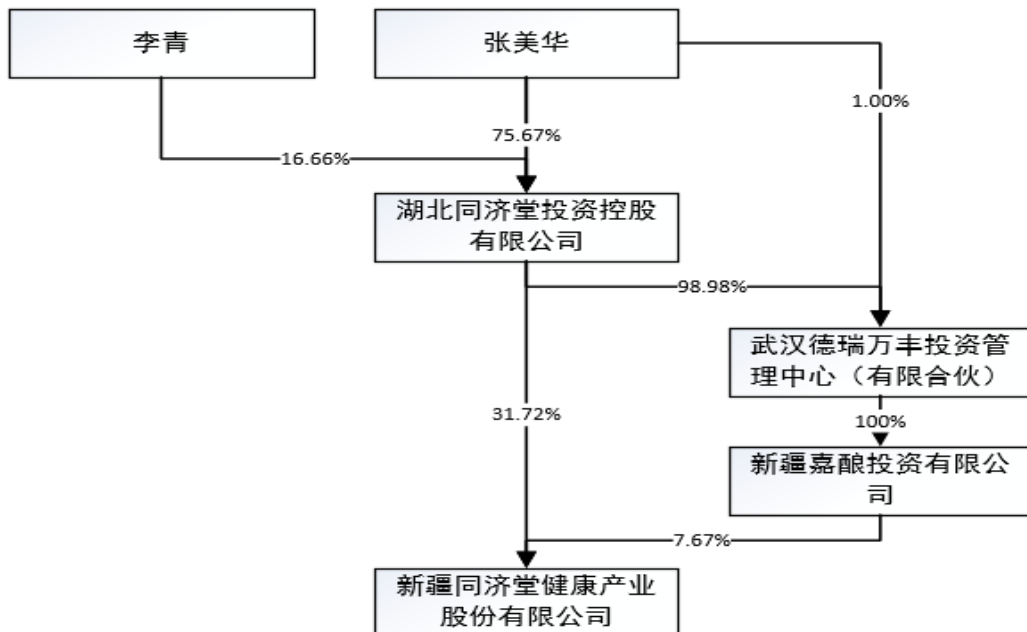 李青
张美华
1.00%
75.67%
16.66%
湖北同济堂投资控股
有限公司
98.98%
武汉德瑞万丰投资管
理中心（有限合伙）
31.72%
100%
新疆嘉酿投资有限公
司
7.67%
新疆同济堂健康产业
股份有限公司